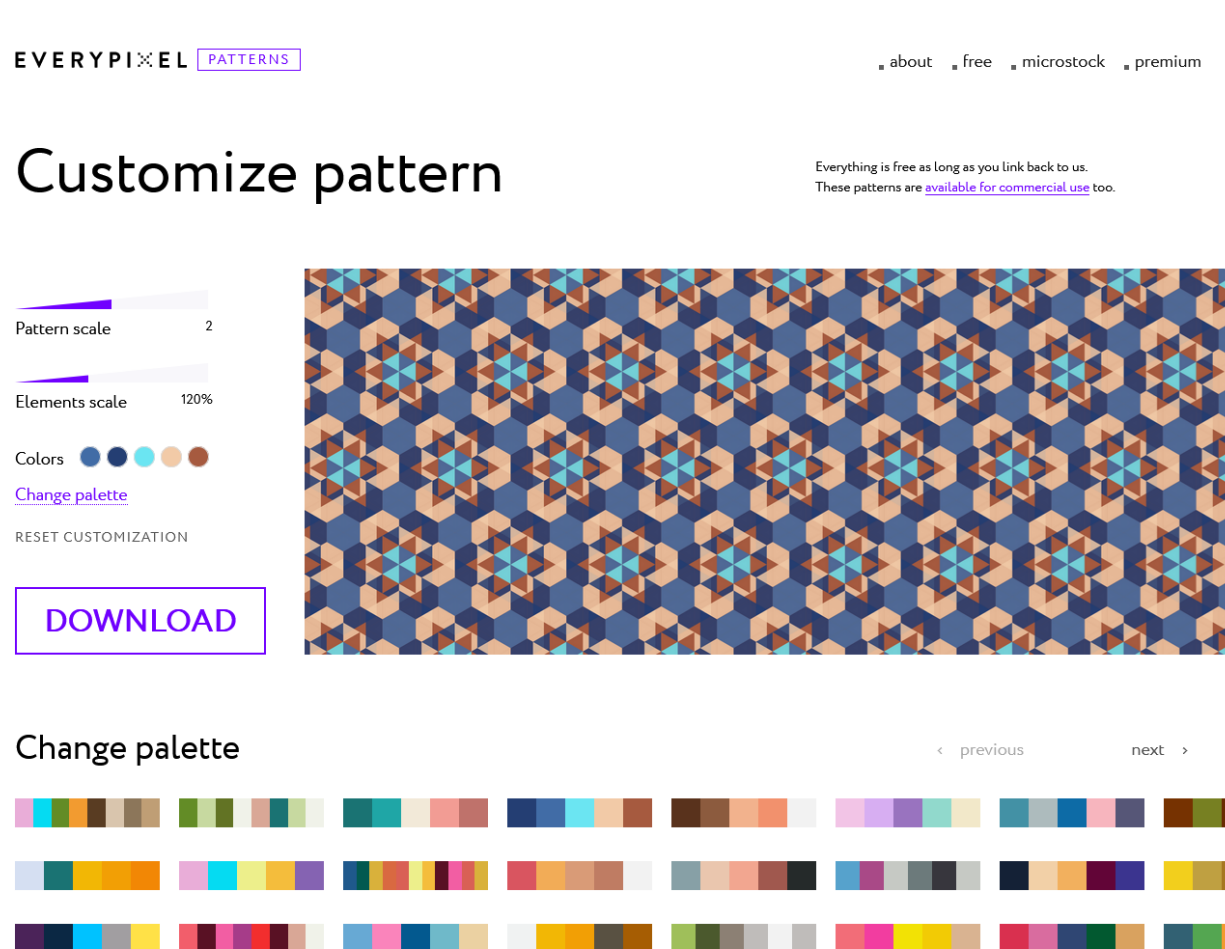 EVERYPIXEL PATTERNS
about free microstock premium
Customize pattern
Everything is free as long as you link back to us.
These patterns are available for commercial use too.
Pattern scale 2
Elements scale 120%
Colors
Change palette
RESET CUSTOMIZATION
DOWNLOAD
Change palette
‹ previous next ›